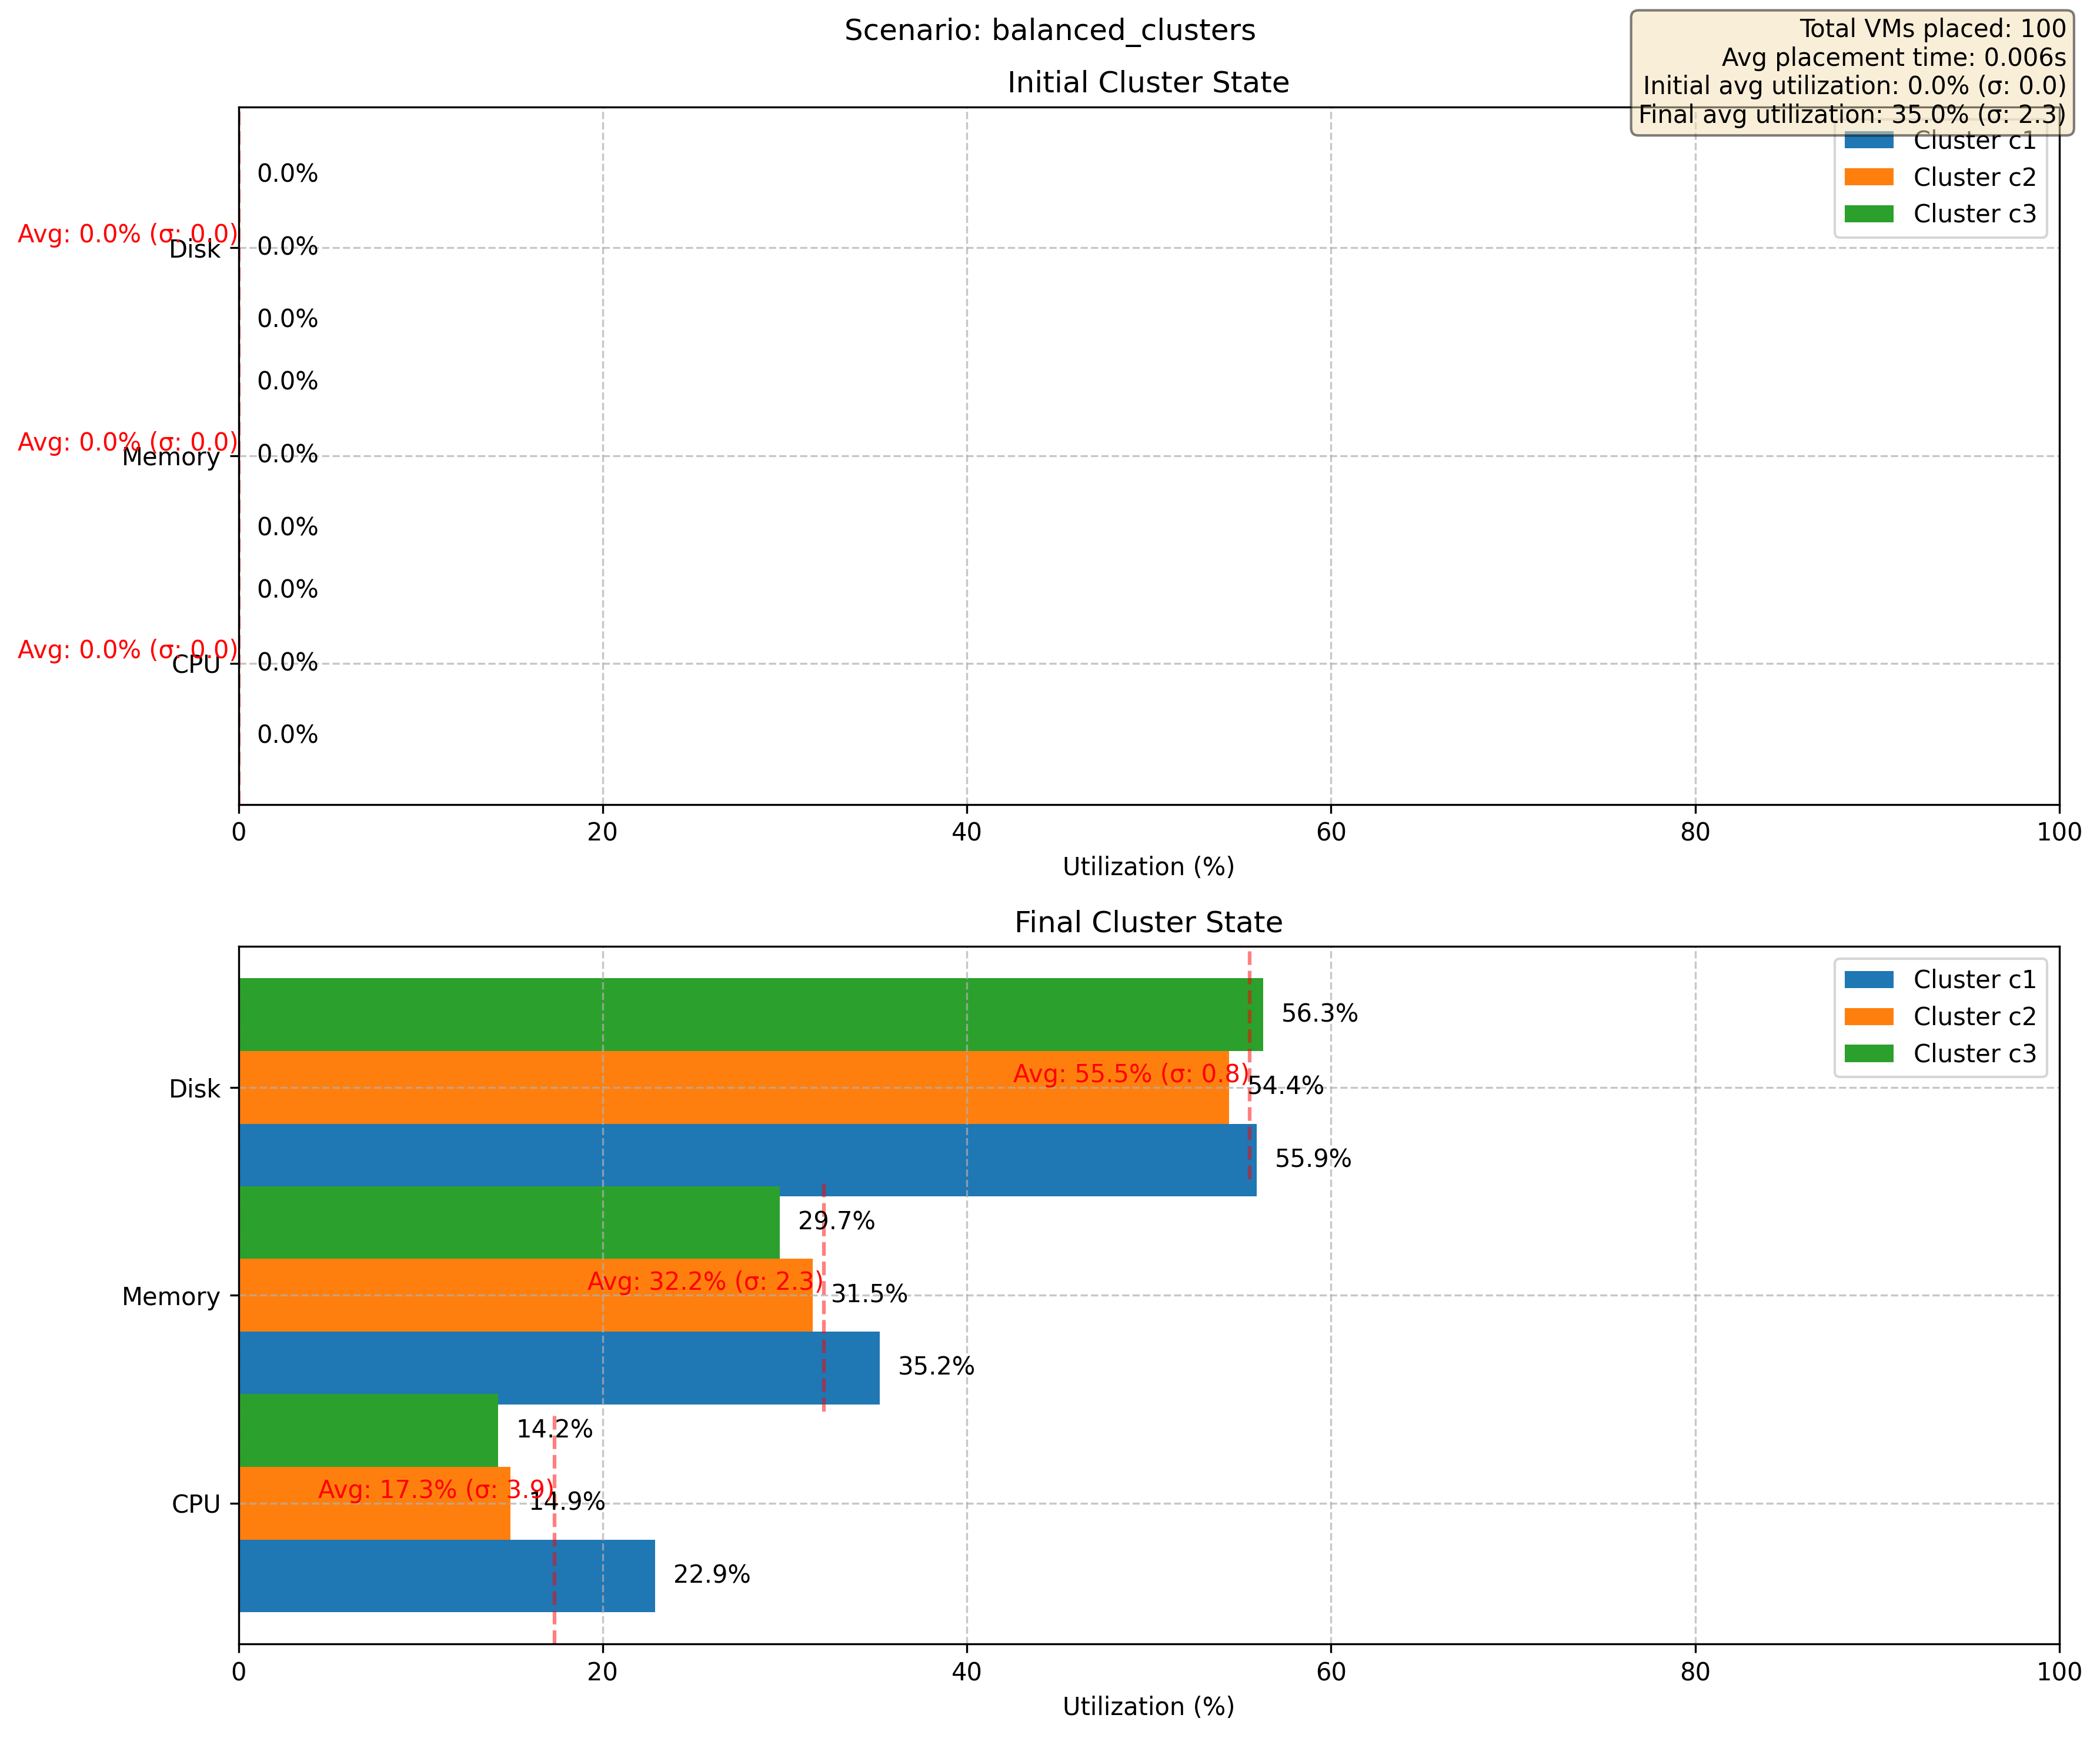 Scenario: balanced_clusters
Total VMs placed: 100
Avg placement time: 0.006s
Initial avg utilization: 0.0% (σ: 0.0)
Final avg utilization: 35.0% (σ: 2.3)
Initial Cluster State
Cluster c1
Cluster c2
Cluster c3
0.0%
Avg: 0.0% (σ: 0.0)
Disk
0.0%
0.0%
0.0%
Avg: 0.0% (σ: 0.0)
Memory
0.0%
0.0%
0.0%
Avg: 0.0% (σ: 0.0)
CPU
0.0%
0.0%
0 20 40 60 80 100
Utilization (%)
Final Cluster State
Cluster c1
Cluster c2
Cluster c3
56.3%
Avg: 55.5% (σ: 0.8)
Disk
54.4%
55.9%
29.7%
Avg: 32.2% (σ: 2.3)
Memory
31.5%
35.2%
14.2%
Avg: 17.3% (σ: 3.9)
CPU
14.9%
22.9%
0 20 40 60 80 100
Utilization (%)